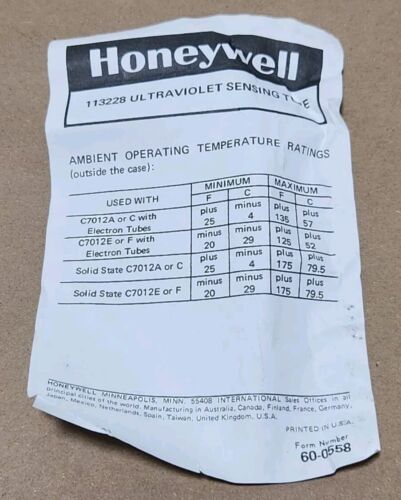 Honeywell
113228 ULTRAVIOLET SENSING TUBE
AMBIENT OPERATING TEMPERATURE RATINGS
(outside the case):
USED WITH MINIMUM MAXIMUM
F C F C
C7012A or C with Electron Tubes plus 25 minus 4 plus 135 plus 57
C7012E or F with Electron Tubes minus 20 minus 29 plus 125 plus 52
Solid State C7012A or C plus 25 minus 4 plus 175 plus 79.5
Solid State C7012E or F minus 20 minus 29 plus 175 plus 79.5
HONEYWELL MINNEAPOLIS, MINN. 55408 INTERNATIONAL Sales Offices in all
principal cities of the world. Manufacturing in Australia, Canada, Finland, France, Germany,
Japan, Mexico, Netherlands, Spain, Taiwan, United Kingdom, U.S.A.
PRINTED IN U.S.A.
Form Number
60-0558